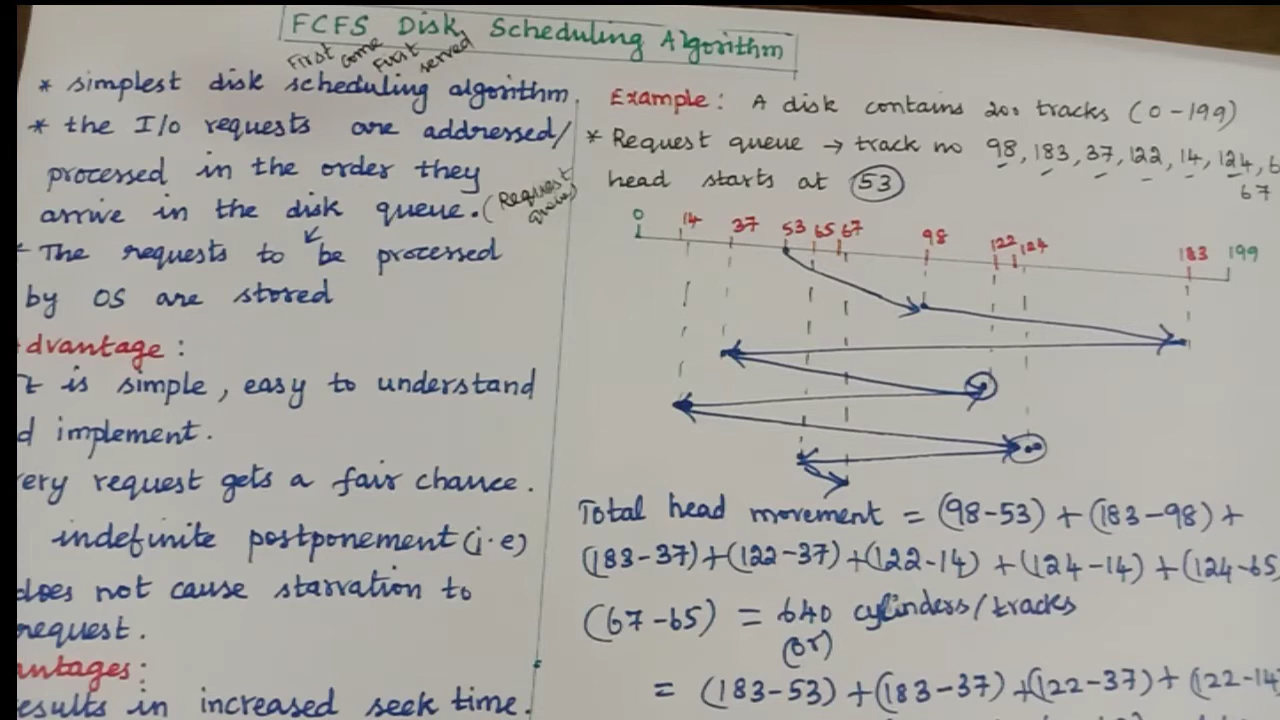 FCFS Disk Scheduling Algorithm
First Come First served
* simplest disk scheduling algorithm.
* the I/o requests are addressed/
processed in the order they
arrive in the disk queue. (Request
queue)
The requests to be processed
by OS are stored
dvantage :
t is simple, easy to understand
d implement.
ery request gets a fair chance.
indefinite postponement (i.e)
does not cause starvation to
request.
antages:
esults in increased seek time.
Example : A disk contains 200 tracks (0-199)
* Request queue → track no 98, 183, 37, 122, 14, 124, 6
67
head starts at 53
0 14 37 53 65 67 98 122 124 183 199
Total head movement = (98-53) + (183-98) +
(183-37) + (122-37) + (122-14) + (124-14) + (124-65
(67-65) = 640 cylinders/tracks
(or)
= (183-53) + (183-37) + (122-37) + (122-14